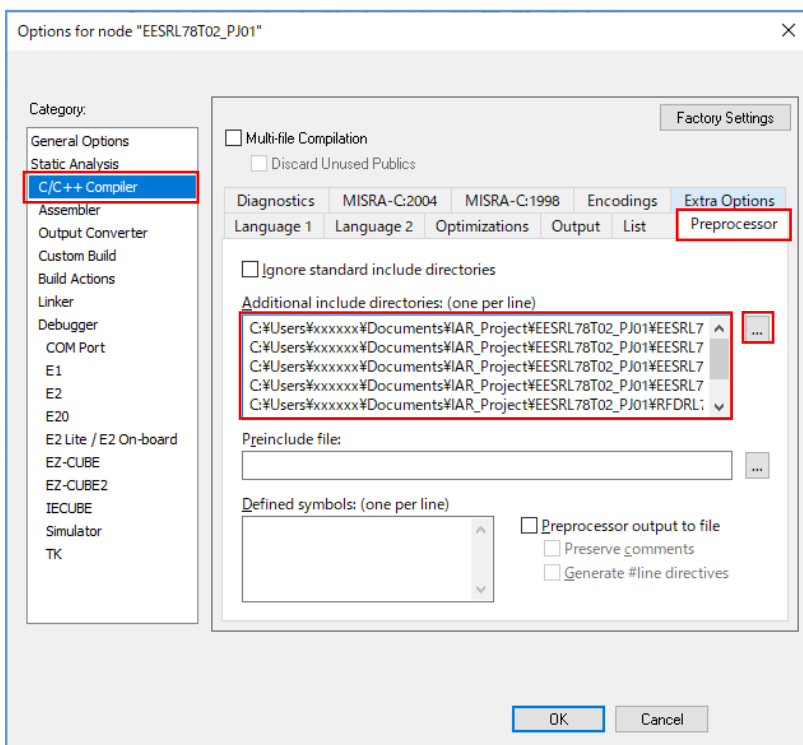 Options for node "EESRL78T02_PJ01"
Category:
General Options
Static Analysis
C/C++ Compiler
Assembler
Output Converter
Custom Build
Build Actions
Linker
Debugger
COM Port
E1
E2
E20
E2 Lite / E2 On-board
EZ-CUBE
EZ-CUBE2
IECUBE
Simulator
TK
Factory Settings
Multi-file Compilation
Discard Unused Publics
Diagnostics MISRA-C:2004 MISRA-C:1998 Encodings Extra Options
Language 1 Language 2 Optimizations Output List Preprocessor
Ignore standard include directories
Additional include directories: (one per line)
C:¥Users¥xxxxxx¥Documents¥IAR_Project¥EESRL78T02_PJ01¥EESRL7
C:¥Users¥xxxxxx¥Documents¥IAR_Project¥EESRL78T02_PJ01¥EESRL7
C:¥Users¥xxxxxx¥Documents¥IAR_Project¥EESRL78T02_PJ01¥EESRL7
C:¥Users¥xxxxxx¥Documents¥IAR_Project¥EESRL78T02_PJ01¥EESRL7
C:¥Users¥xxxxxx¥Documents¥IAR_Project¥EESRL78T02_PJ01¥RFDRL7
...
Preinclude file:
...
Defined symbols: (one per line)
Preprocessor output to file
Preserve comments
Generate #line directives
OK Cancel